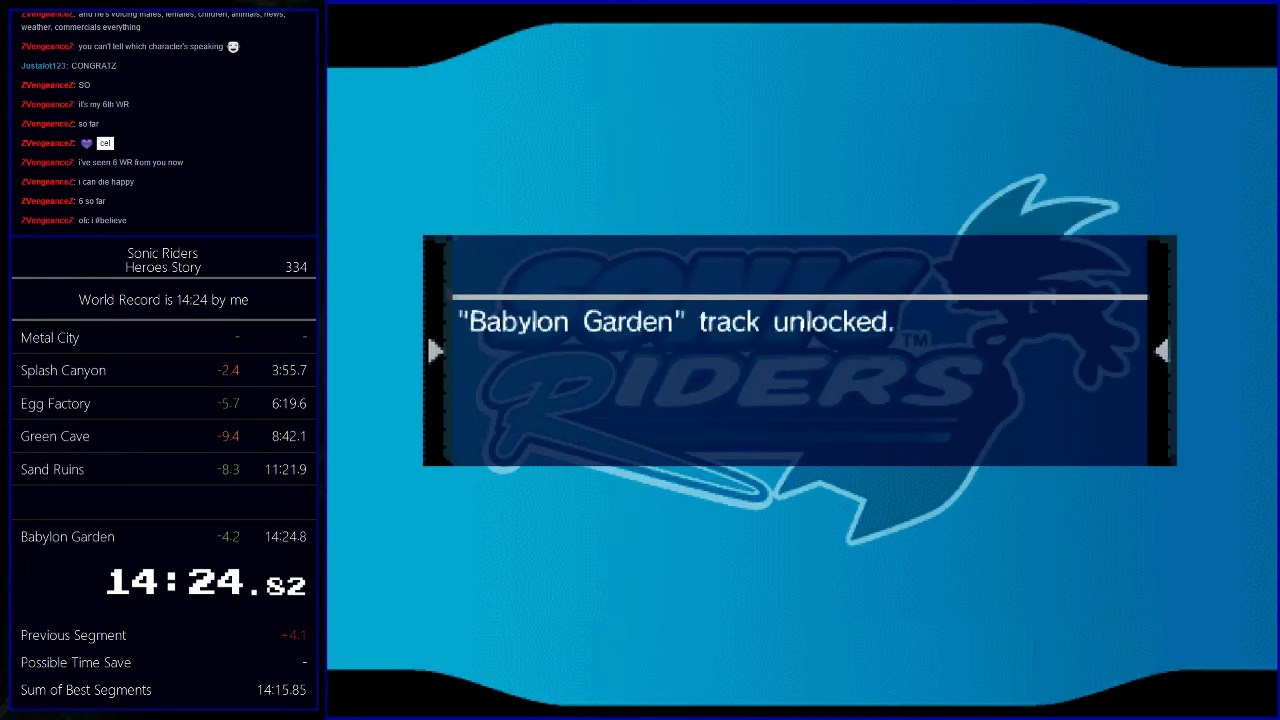 ZVengeanceZ: and he's voicing males, females, children, animals, news,
weather, commercials everything
ZVengeanceZ: you can't tell which characler's speaking
Justalot123: CONGRATZ
ZVengeanceZ: SO
ZVengeanceZ: it's my 6th WR
ZVengeanceZ: so far
ZVengeanceZ: cel
ZVengeanceZ: i've seen 6 WR from you now
ZVengeanceZ: i can die happy
ZVengeanceZ: 6 so far
ZVengeanceZ: ofc i #believe
Sonic Riders
Heroes Story 334
World Record is 14:24 by me
Metal City - -
Splash Canyon -2.4 3:55.7
Egg Factory -5.7 6:19.6
Green Cave -9.4 8:42.1
Sand Ruins -8.3 11:21.9
Babylon Garden -4.2 14:24.8
14:24.82
Previous Segment +4.1
Possible Time Save -
Sum of Best Segments 14:15.85
SONIC
RIDERS
TM
"Babylon Garden" track unlocked.